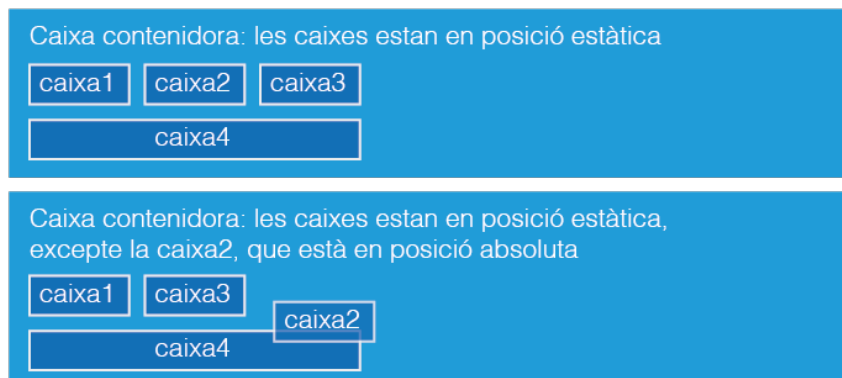 Caixa contenidora: les caixes estan en posició estàtica
caixa1 caixa2 caixa3
caixa4
Caixa contenidora: les caixes estan en posició estàtica,
excepte la caixa2, que està en posició absoluta
caixa1 caixa3
caixa2
caixa4